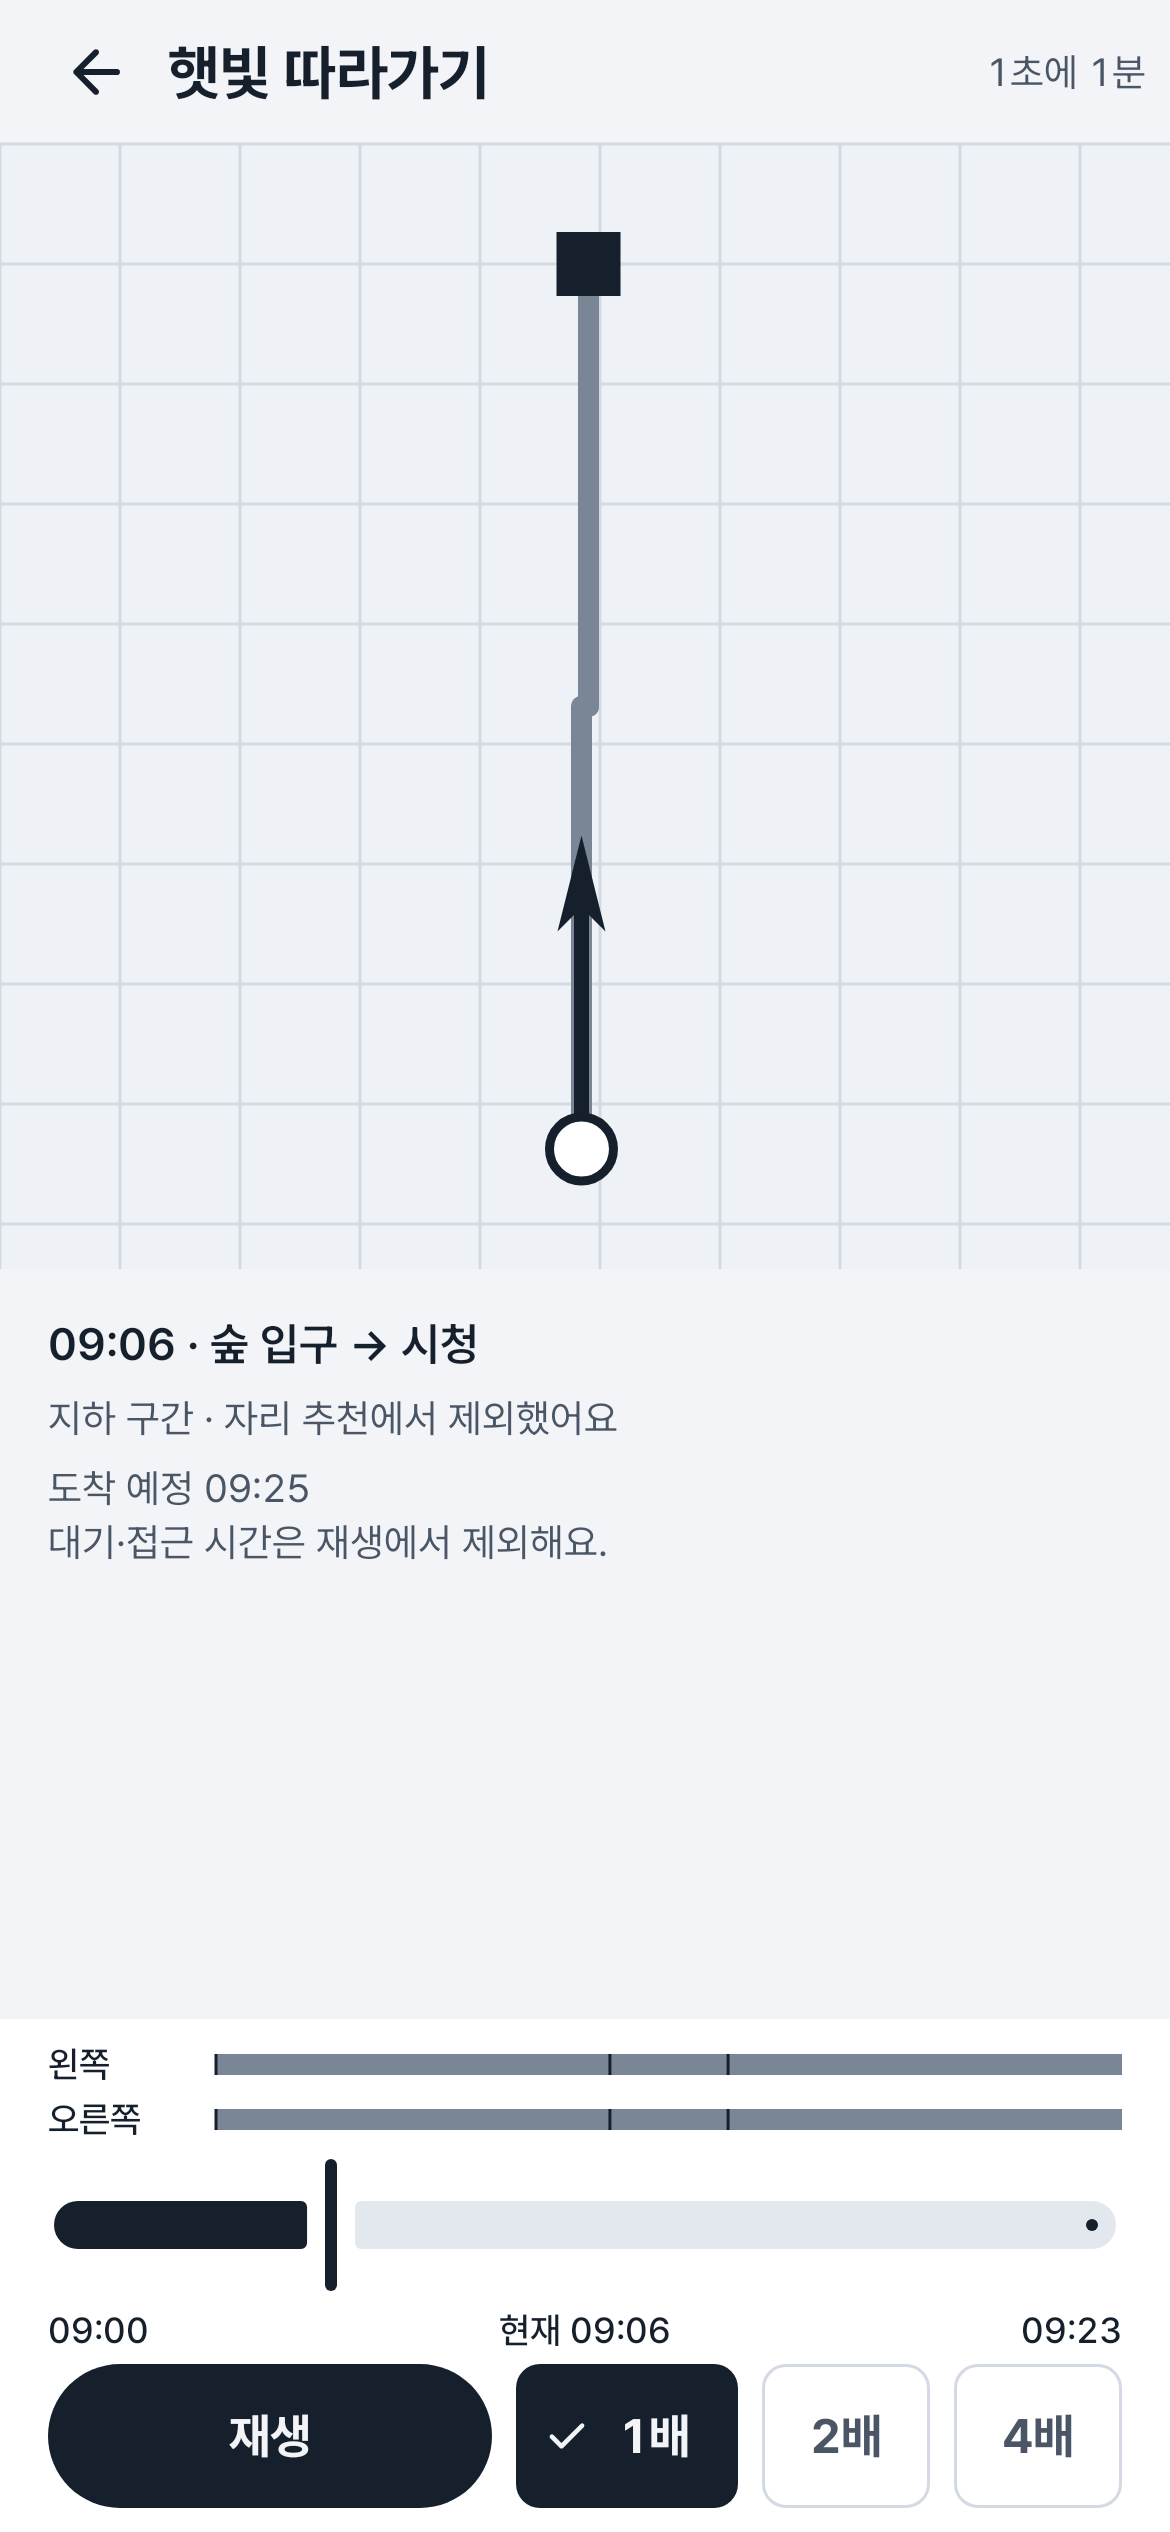 햇빛 따라가기
1초에 1분
09:06 · 숲 입구 → 시청
지하 구간 · 자리 추천에서 제외했어요
도착 예정 09:25
대기·접근 시간은 재생에서 제외해요.
왼쪽
오른쪽
09:00
현재 09:06
09:23
재생
1배
2배
4배